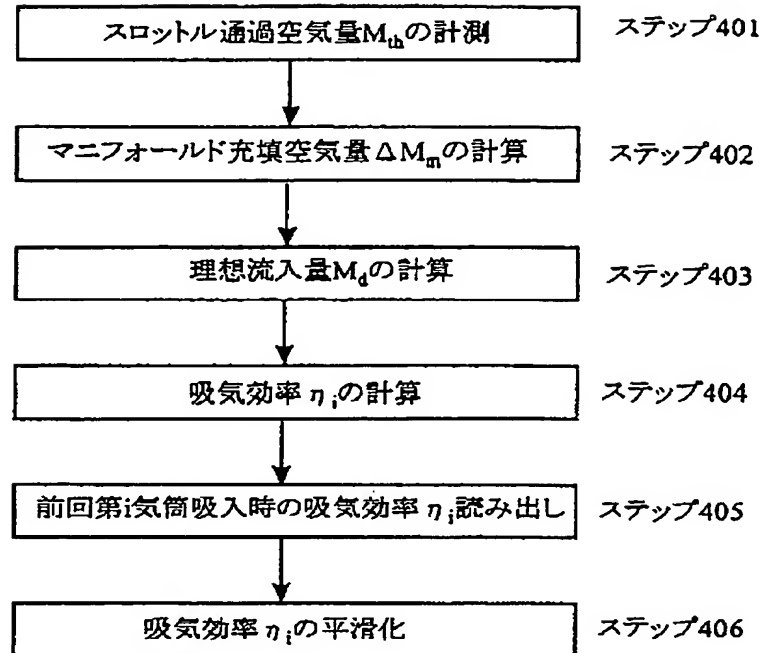 スロットル通過空気量Mthの計測 ステップ401
マニフォールド充填空気量ΔMmの計算 ステップ402
理想流入量Mdの計算 ステップ403
吸気効率ηiの計算 ステップ404
前回第i気筒吸入時の吸気効率ηi読み出し ステップ405
吸気効率ηiの平滑化 ステップ406